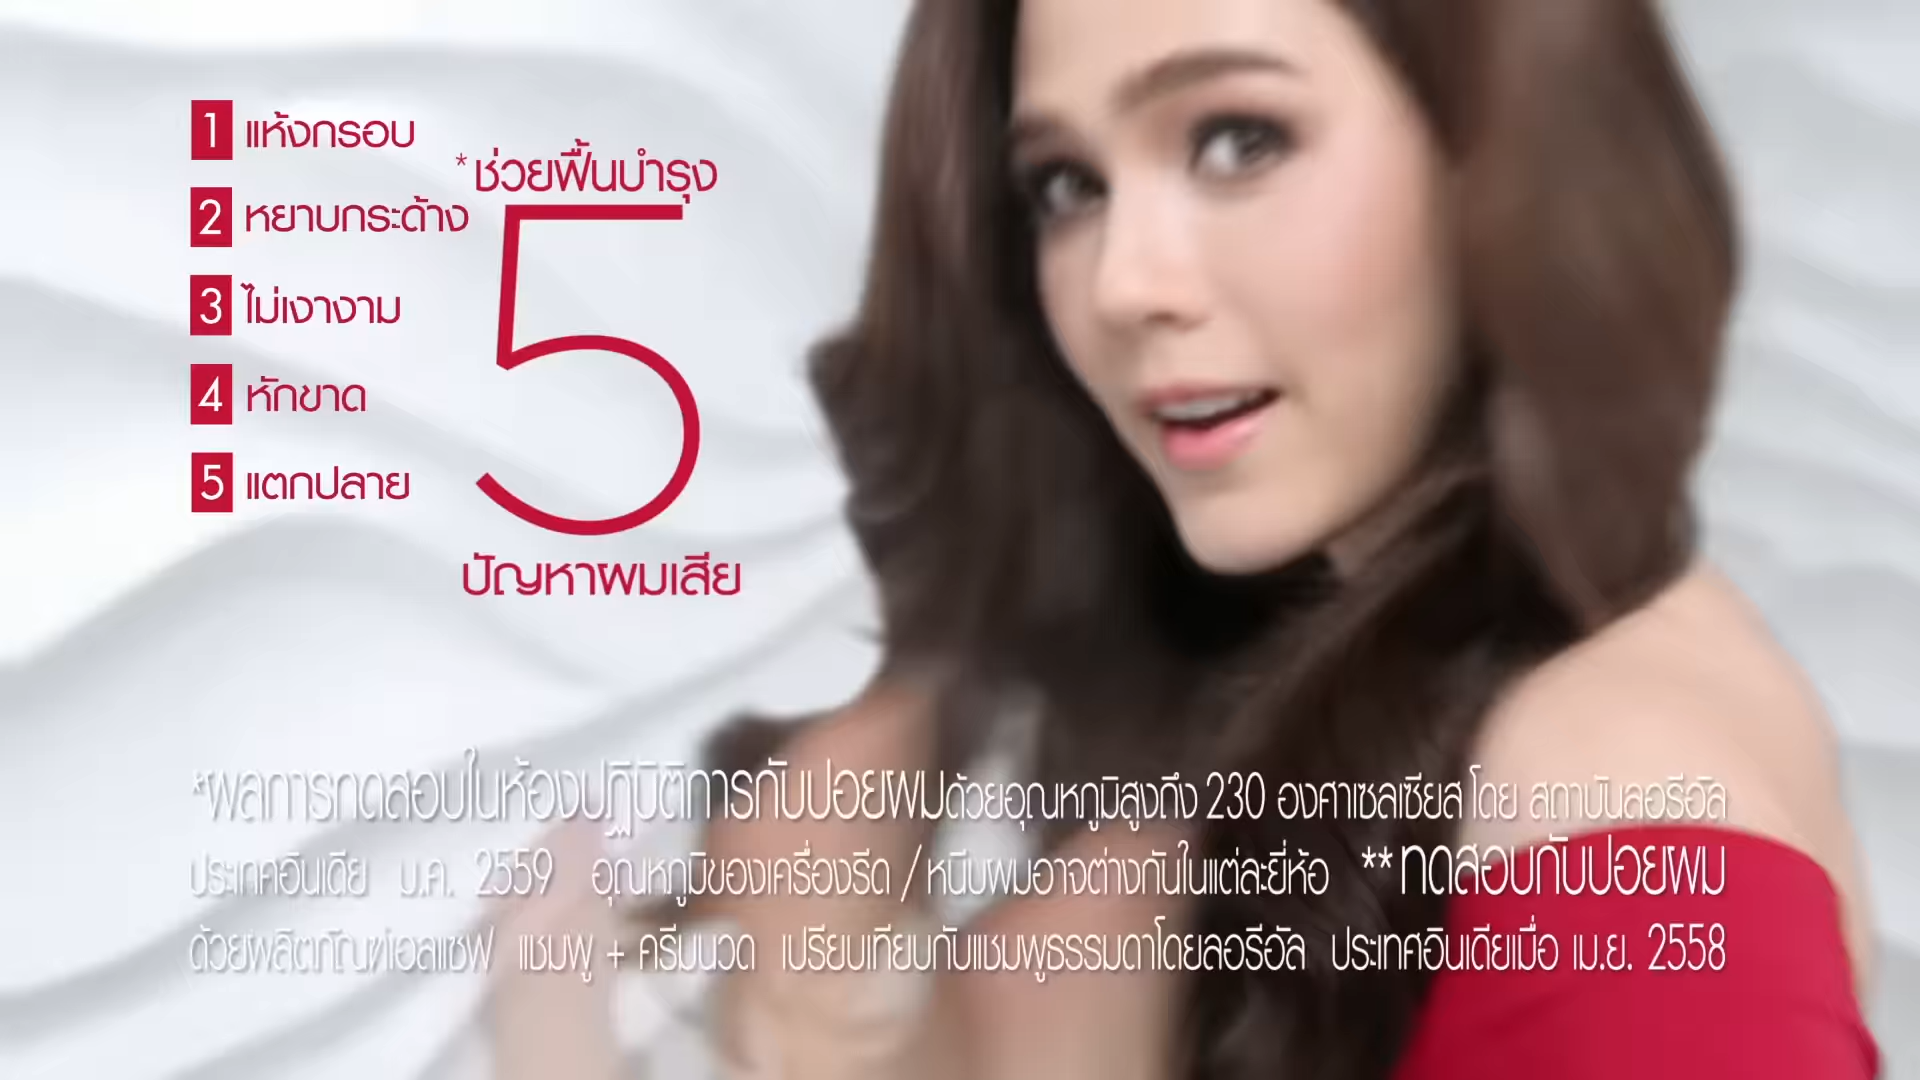 1 แห้งกรอบ
2 หยาบกระด้าง
3 ไม่เงางาม
4 หักขาด
5 แตกปลาย
*ช่วยฟื้นบำรุง
5
ปัญหาผมเสีย
*ผลการทดสอบในห้องปฏิบัติการกับปอยผมด้วยอุณหภูมิสูงถึง 230 องศาเซลเซียส โดย สถาบันลอรีอัล
ประเทศอินเดีย ม.ค. 2559 อุณหภูมิของเครื่องรีด / หนีบผมอาจต่างกันในแต่ละยี่ห้อ **ทดสอบกับปอยผม
ด้วยผลิตภัณฑ์เอลแซฟ แชมพู + ครีมนวด เปรียบเทียบกับแชมพูธรรมดาโดยลอรีอัล ประเทศอินเดียเมื่อ เม.ย. 2558